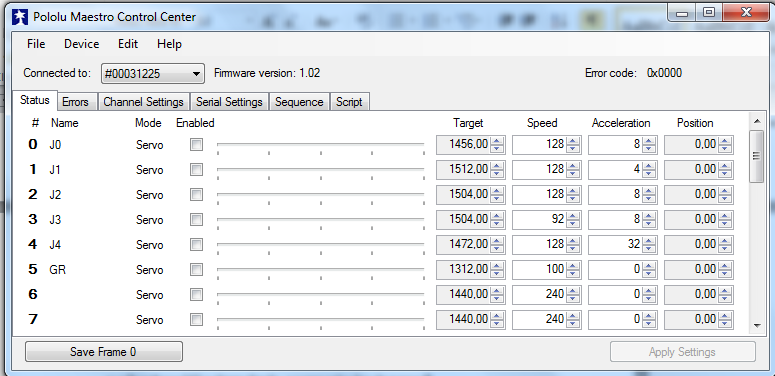 Pololu Maestro Control Center
File Device Edit Help
Connected to: #00031225 Firmware version: 1.02 Error code: 0x0000
Status Errors Channel Settings Serial Settings Sequence Script
# Name Mode Enabled Target Speed Acceleration Position
0 J0 Servo 1456,00 128 8 0,00
1 J1 Servo 1512,00 128 4 0,00
2 J2 Servo 1504,00 128 8 0,00
3 J3 Servo 1504,00 92 8 0,00
4 J4 Servo 1472,00 128 32 0,00
5 GR Servo 1312,00 100 0 0,00
6 Servo 1440,00 240 0 0,00
7 Servo 1440,00 240 0 0,00
Save Frame 0 Apply Settings